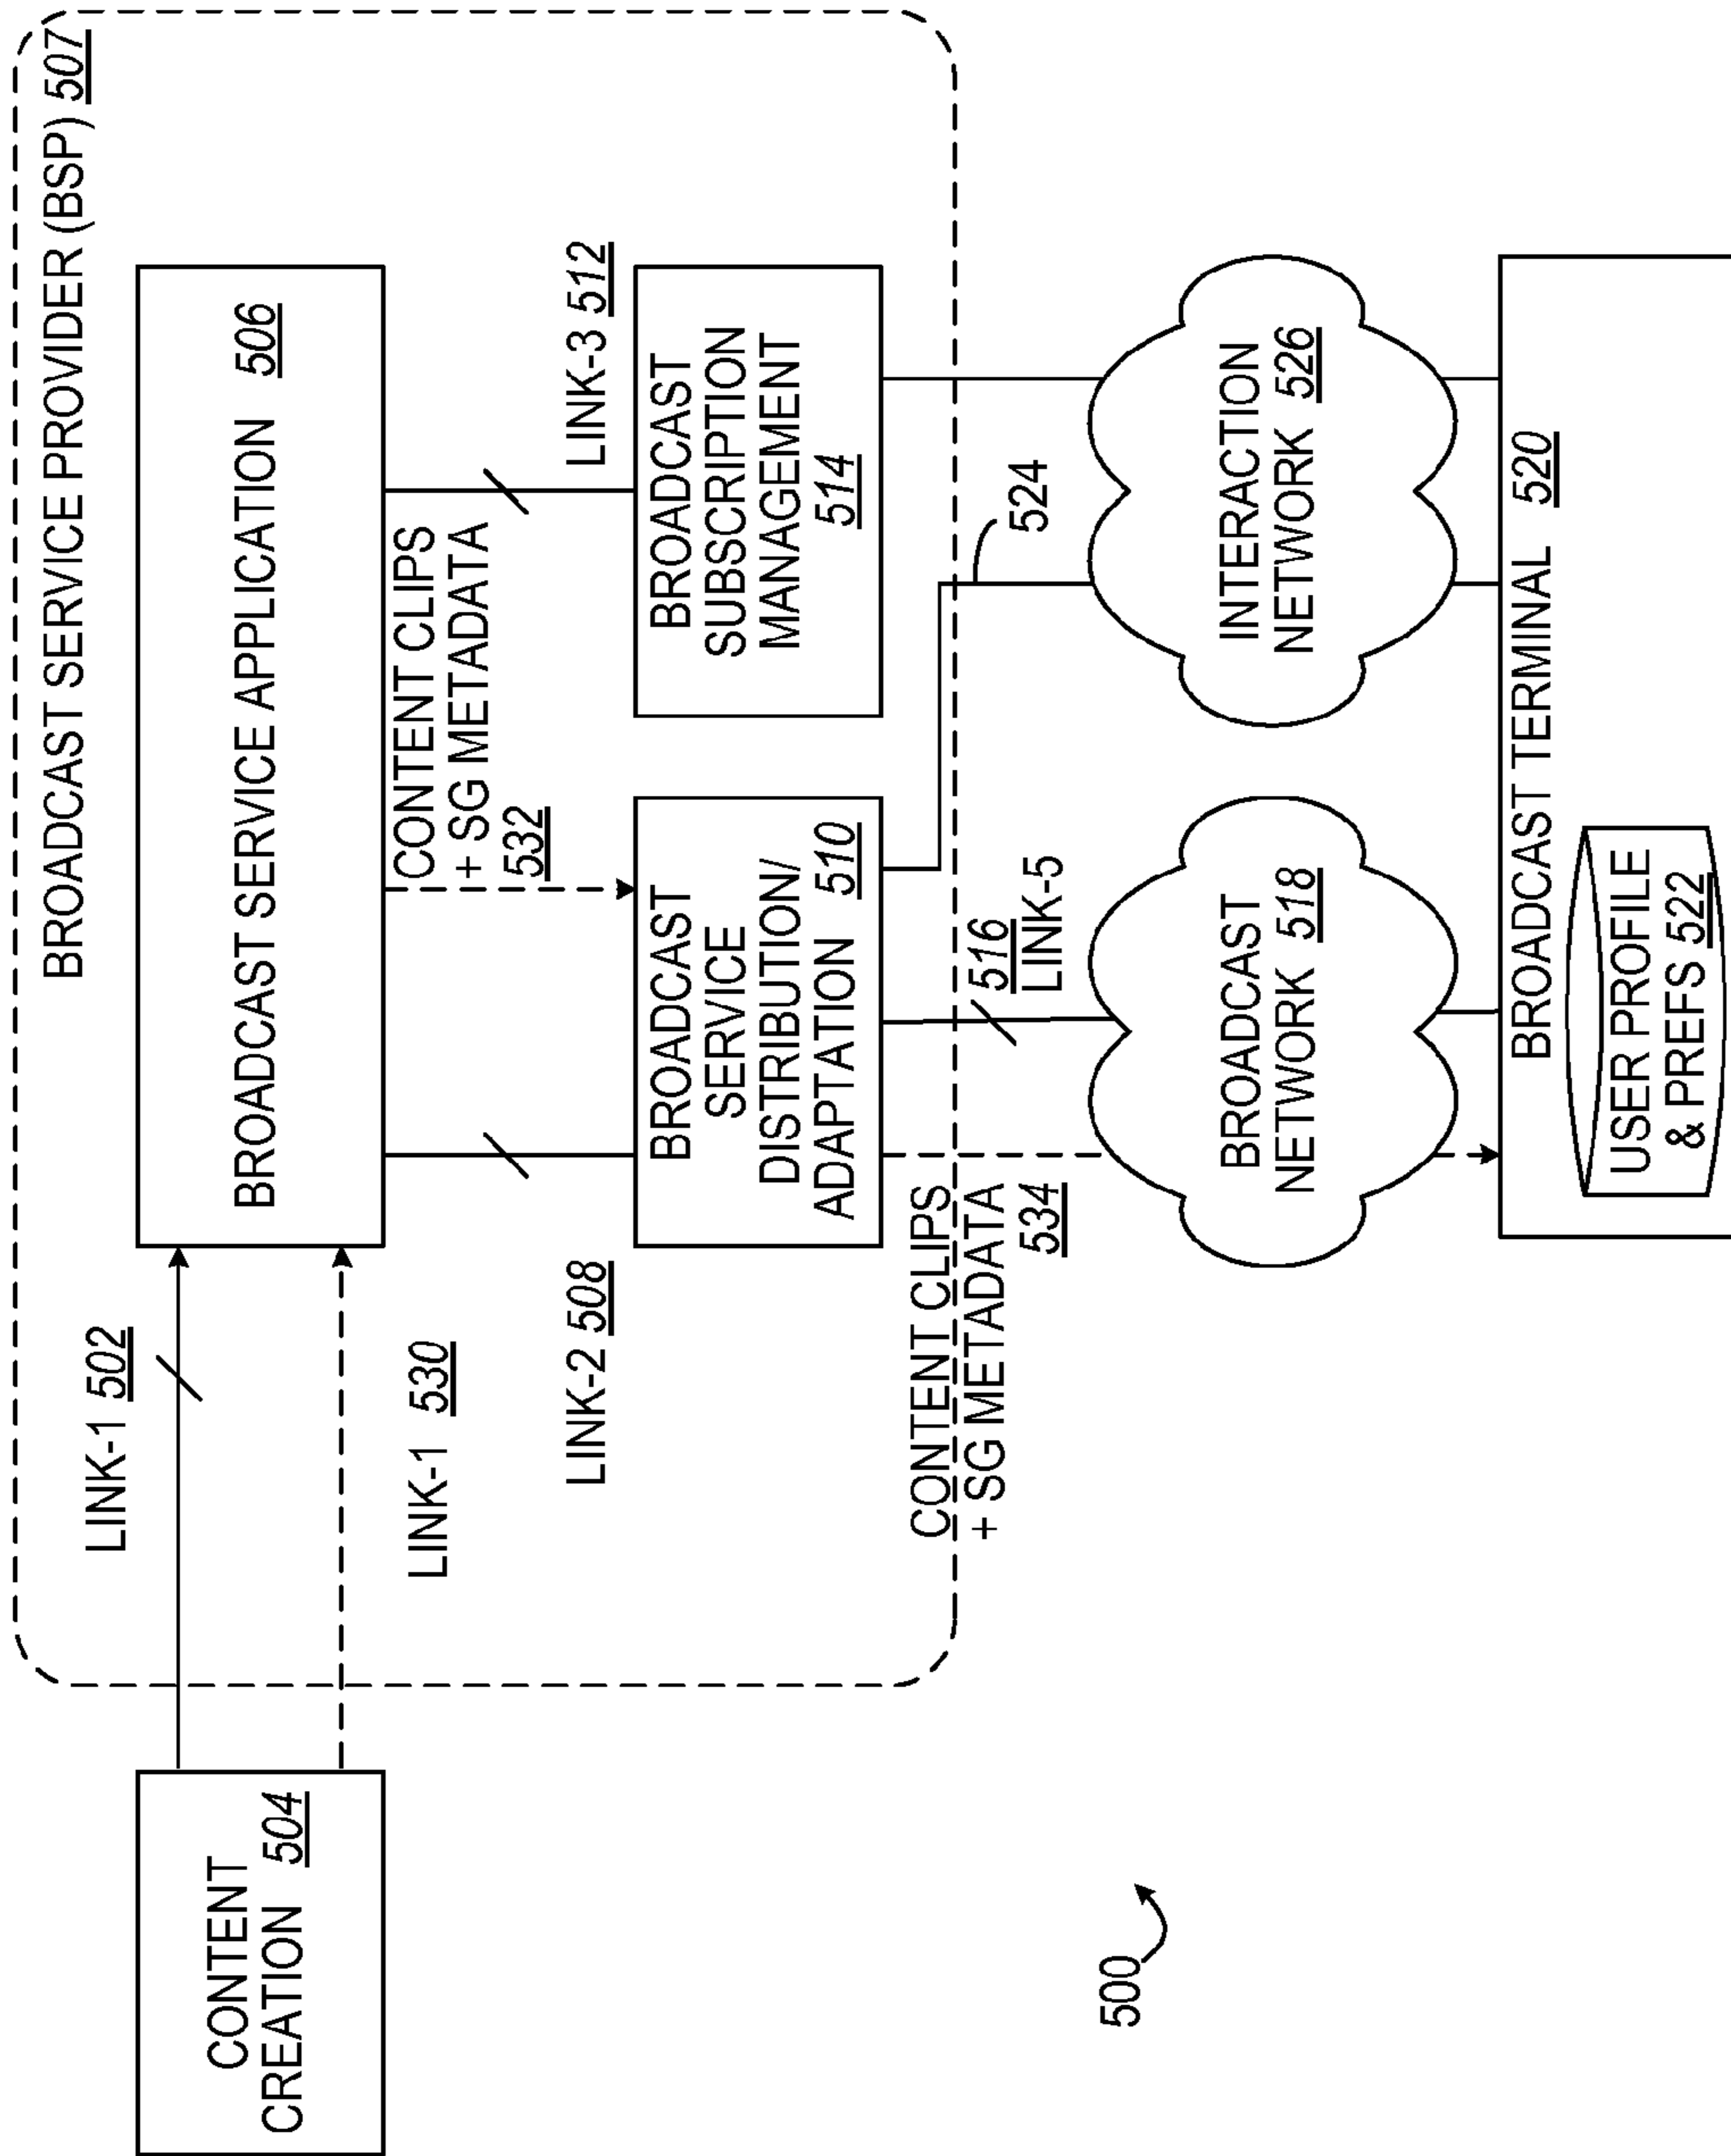 BROADCAST SERVICE PROVIDER (BSP) 507
LINK-1 502
CONTENT
CREATION 504
BROADCAST SERVICE APPLICATION 506
LINK-1 530
CONTENT CLIPS
+ SG METADATA
532
LINK-2 508
LINK-3 512
BROADCAST
SERVICE
DISTRIBUTION/
ADAPTATION 510
BROADCAST
SUBSCRIPTION
MANAGEMENT
514
CONTENT CLIPS
+ SG METADATA
534
516
LINK-5
524
500
BROADCAST
NETWORK 518
INTERACTION
NETWORK 526
BROADCAST TERMINAL 520
USER PROFILE
& PREFS 522